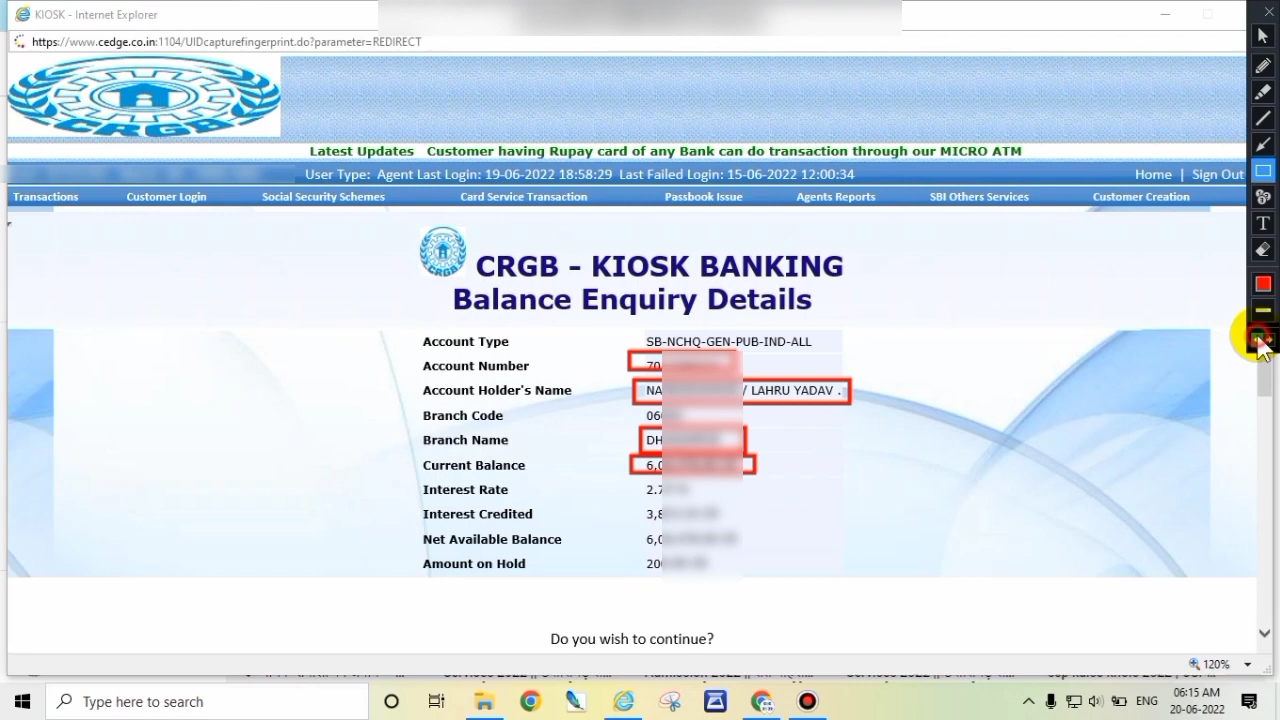 KIOSK - Internet Explorer
https://www.cedge.co.in:1104/UIDcapturefingerprint.do?parameter=REDIRECT
CRGB
Latest Updates Customer having Rupay card of any Bank can do transaction through our MICRO ATM
User Type: Agent Last Login: 19-06-2022 18:58:29 Last Failed Login: 15-06-2022 12:00:34 Home | Sign Out
Transactions Customer Login Social Security Schemes Card Service Transaction Passbook Issue Agents Reports SBI Others Services Customer Creation
CRGB - KIOSK BANKING
Balance Enquiry Details
Account Type SB-NCHQ-GEN-PUB-IND-ALL
Account Number 70
Account Holder's Name NA / LAHRU YADAV .
Branch Code 06
Branch Name DH
Current Balance 6,0
Interest Rate 2.7
Interest Credited 3,8
Net Available Balance 6,0
Amount on Hold 20
Do you wish to continue?
120%
Type here to search
ENG
06:15 AM
20-06-2022